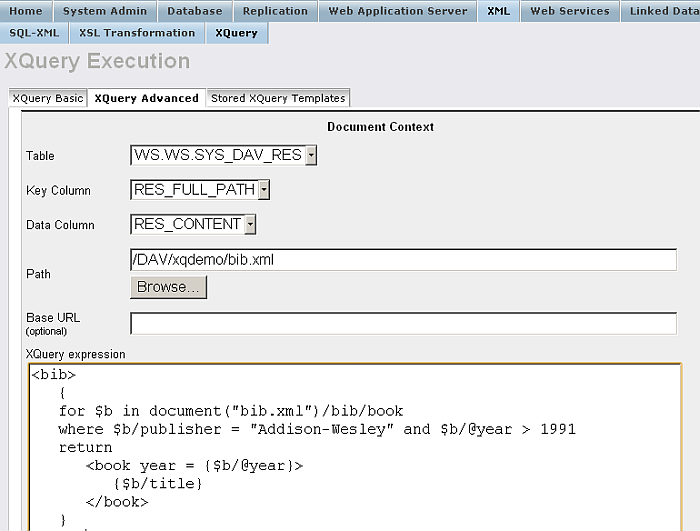 Home System Admin Database Replication Web Application Server XML Web Services Linked Data
SQL-XML XSL Transformation XQuery
XQuery Execution
XQuery Basic XQuery Advanced Stored XQuery Templates
Document Context
Table WS.WS.SYS_DAV_RES
Key Column RES_FULL_PATH
Data Column RES_CONTENT
/DAV/xqdemo/bib.xml
Path
Browse...
Base URL
(optional)
XQuery expression
<bib>
{
for $b in document("bib.xml")/bib/book
where $b/publisher = "Addison-Wesley" and $b/@year > 1991
return
<book year = {$b/@year}>
{$b/title}
</book>
}